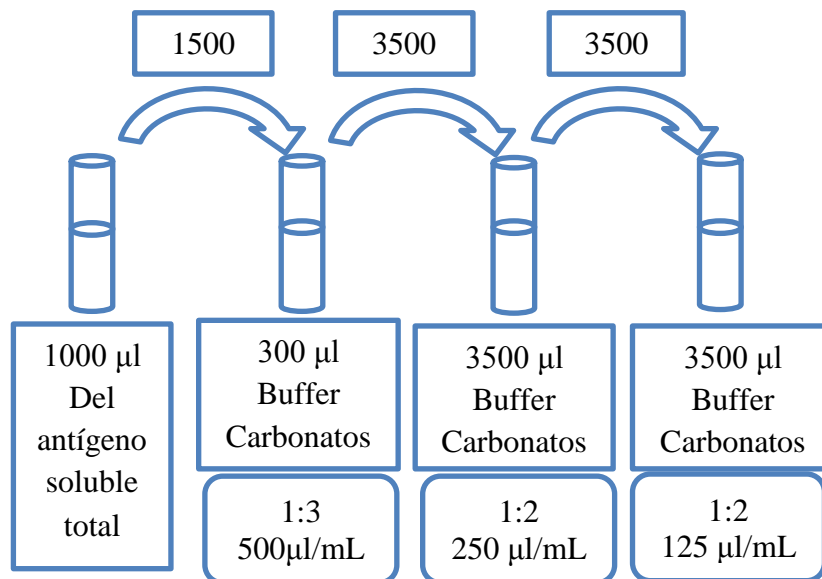 1500
3500
3500
1000 μl
Del
antígeno
soluble
total
300 μl
Buffer
Carbonatos
1:3
500μl/mL
3500 μl
Buffer
Carbonatos
1:2
250 μl/mL
3500 μl
Buffer
Carbonatos
1:2
125 μl/mL